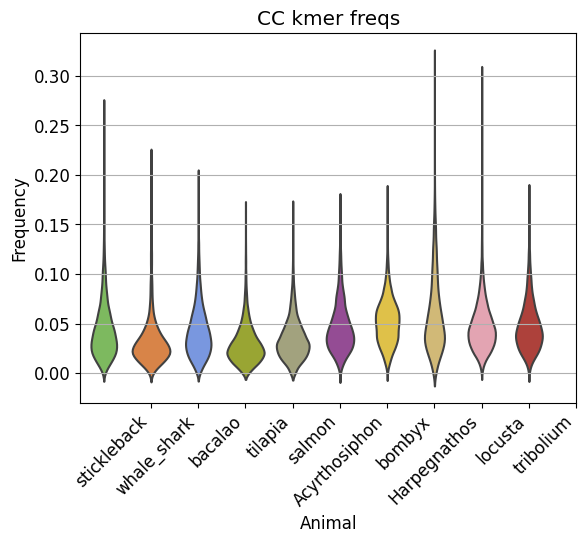 CC kmer freqs
0.30
0.25
0.20
0.15
0.10
0.05
0.00
Frequency
stickleback
whale_shark
bacalao
tilapia
salmon
Acyrthosiphon
bombyx
Harpegnathos
locusta
tribolium
Animal